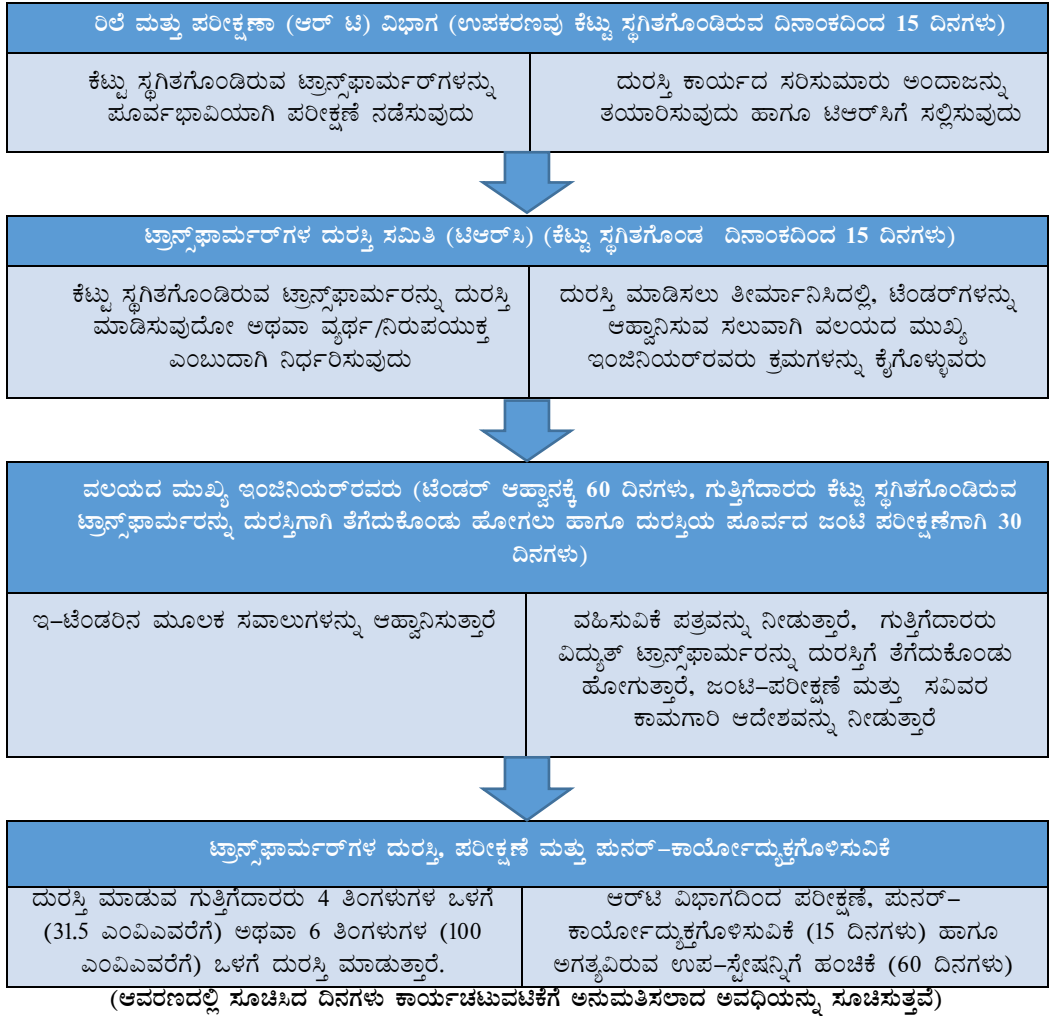 ರಿಲೆ ಮತ್ತು ಪರೀಕ್ಷಣಾ (ಆರ್ ಟಿ) ವಿಭಾಗ (ಉಪಕರಣವು ಕೆಟ್ಟು ಸ್ಥಗಿತಗೊಂಡಿರುವ ದಿನಾಂಕದಿಂದ 15 ದಿನಗಳು)
ಕೆಟ್ಟು ಸ್ಥಗಿತಗೊಂಡಿರುವ ಟ್ರಾನ್ಸ್‌ಫಾರ್ಮರ್‌ಗಳನ್ನು
ಪೂರ್ವಭಾವಿಯಾಗಿ ಪರೀಕ್ಷಣೆ ನಡೆಸುವುದು
ದುರಸ್ತಿ ಕಾರ್ಯದ ಸರಿಸುಮಾರು ಅಂದಾಜನ್ನು
ತಯಾರಿಸುವುದು ಹಾಗೂ ಟಿಆರ್‌ಸಿಗೆ ಸಲ್ಲಿಸುವುದು
ಟ್ರಾನ್ಸ್‌ಫಾರ್ಮರ್‌ಗಳ ದುರಸ್ತಿ ಸಮಿತಿ (ಟಿಆರ್‌ಸಿ) (ಕೆಟ್ಟು ಸ್ಥಗಿತಗೊಂಡ ದಿನಾಂಕದಿಂದ 15 ದಿನಗಳು)
ಕೆಟ್ಟು ಸ್ಥಗಿತಗೊಂಡಿರುವ ಟ್ರಾನ್ಸ್‌ಫಾರ್ಮರನ್ನು ದುರಸ್ತಿ
ಮಾಡಿಸುವುದೋ ಅಥವಾ ವ್ಯರ್ಥ/ನಿರುಪಯುಕ್ತ
ಎಂಬುದಾಗಿ ನಿರ್ಧರಿಸುವುದು
ದುರಸ್ತಿ ಮಾಡಿಸಲು ತೀರ್ಮಾನಿಸಿದಲ್ಲಿ, ಟೆಂಡರ್‌ಗಳನ್ನು
ಆಹ್ವಾನಿಸುವ ಸಲುವಾಗಿ ವಲಯದ ಮುಖ್ಯ
ಇಂಜಿನಿಯರ್‌ರವರು ಕ್ರಮಗಳನ್ನು ಕೈಗೊಳ್ಳುವರು
ವಲಯದ ಮುಖ್ಯ ಇಂಜಿನಿಯರ್‌ರವರು (ಟೆಂಡರ್ ಆಹ್ವಾನಕ್ಕೆ 60 ದಿನಗಳು, ಗುತ್ತಿಗೆದಾರರು ಕೆಟ್ಟು ಸ್ಥಗಿತಗೊಂಡಿರುವ
ಟ್ರಾನ್ಸ್‌ಫಾರ್ಮರನ್ನು ದುರಸ್ತಿಗಾಗಿ ತೆಗೆದುಕೊಂಡು ಹೋಗಲು ಹಾಗೂ ದುರಸ್ತಿಯ ಪೂರ್ವದ ಜಂಟಿ ಪರೀಕ್ಷಣೆಗಾಗಿ 30
ದಿನಗಳು)
ಇ–ಟೆಂಡರಿನ ಮೂಲಕ ಸವಾಲುಗಳನ್ನು ಆಹ್ವಾನಿಸುತ್ತಾರೆ
ವಹಿಸುವಿಕೆ ಪತ್ರವನ್ನು ನೀಡುತ್ತಾರೆ, ಗುತ್ತಿಗೆದಾರರು
ವಿದ್ಯುತ್ ಟ್ರಾನ್ಸ್‌ಫಾರ್ಮರನ್ನು ದುರಸ್ತಿಗೆ ತೆಗೆದುಕೊಂಡು
ಹೋಗುತ್ತಾರೆ, ಜಂಟಿ–ಪರೀಕ್ಷಣೆ ಮತ್ತು ಸವಿವರ
ಕಾಮಗಾರಿ ಆದೇಶವನ್ನು ನೀಡುತ್ತಾರೆ
ಟ್ರಾನ್ಸ್‌ಫಾರ್ಮರ್‌ಗಳ ದುರಸ್ತಿ, ಪರೀಕ್ಷಣೆ ಮತ್ತು ಪುನರ್–ಕಾರ್ಯೋದ್ಯುಕ್ತಗೊಳಿಸುವಿಕೆ
ದುರಸ್ತಿ ಮಾಡುವ ಗುತ್ತಿಗೆದಾರರು 4 ತಿಂಗಳುಗಳ ಒಳಗೆ
(31.5 ಎಂವಿಎವರೆಗೆ) ಅಥವಾ 6 ತಿಂಗಳುಗಳ (100
ಎಂವಿಎವರೆಗೆ) ಒಳಗೆ ದುರಸ್ತಿ ಮಾಡುತ್ತಾರೆ.
ಆರ್‌ಟಿ ವಿಭಾಗದಿಂದ ಪರೀಕ್ಷಣೆ, ಪುನರ್–
ಕಾರ್ಯೋದ್ಯುಕ್ತಗೊಳಿಸುವಿಕೆ (15 ದಿನಗಳು) ಹಾಗೂ
ಅಗತ್ಯವಿರುವ ಉಪ–ಸ್ಟೇಷನ್ನಿಗೆ ಹಂಚಿಕೆ (60 ದಿನಗಳು)
(ಆವರಣದಲ್ಲಿ ಸೂಚಿಸಿದ ದಿನಗಳು ಕಾರ್ಯಚಟುವಟಿಕೆಗೆ ಅನುಮತಿಸಲಾದ ಅವಧಿಯನ್ನು ಸೂಚಿಸುತ್ತವೆ)